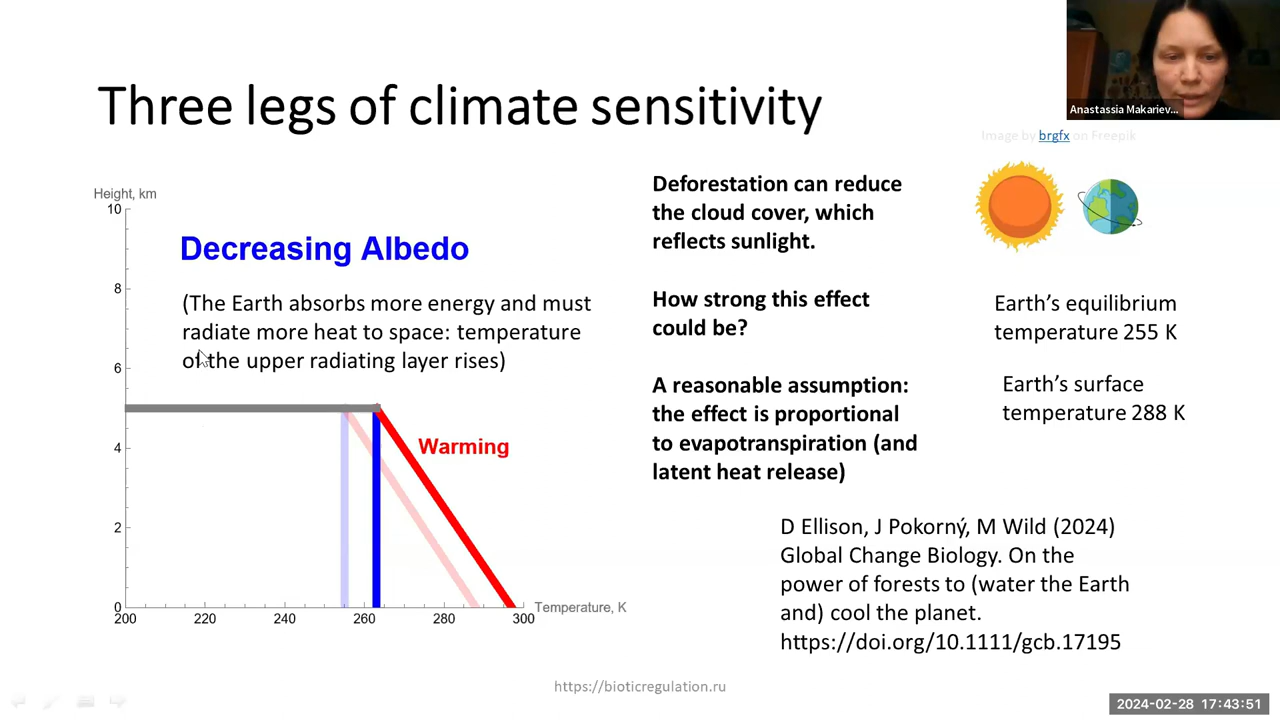 Three legs of climate sensitivity
Anastassia Makariev...
Image by brgfx on Freepik
Height, km
10
8
6
4
2
0
200
220
240
260
280
300
Temperature, K
Decreasing Albedo
(The Earth absorbs more energy and must
radiate more heat to space: temperature
of the upper radiating layer rises)
Warming
Deforestation can reduce
the cloud cover, which
reflects sunlight.
How strong this effect
could be?
A reasonable assumption:
the effect is proportional
to evapotranspiration (and
latent heat release)
Earth's equilibrium
temperature 255 K
Earth's surface
temperature 288 K
D Ellison, J Pokorný, M Wild (2024)
Global Change Biology. On the
power of forests to (water the Earth
and) cool the planet.
https://doi.org/10.1111/gcb.17195
https://bioticregulation.ru
2024-02-28 17:43:51